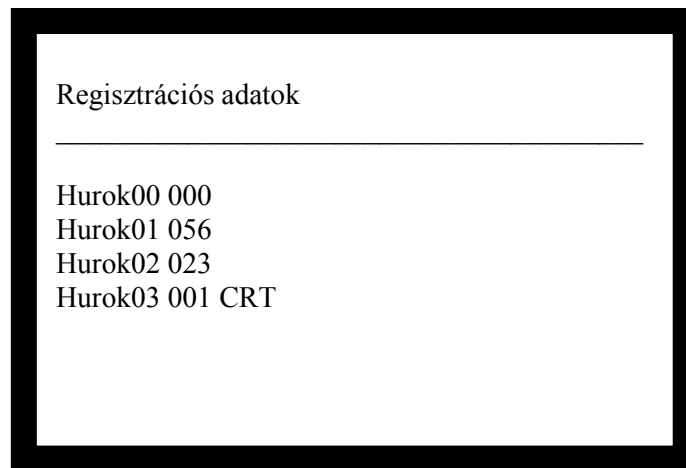 Regisztrációs adatok
Hurok00 000
Hurok01 056
Hurok02 023
Hurok03 001 CRT